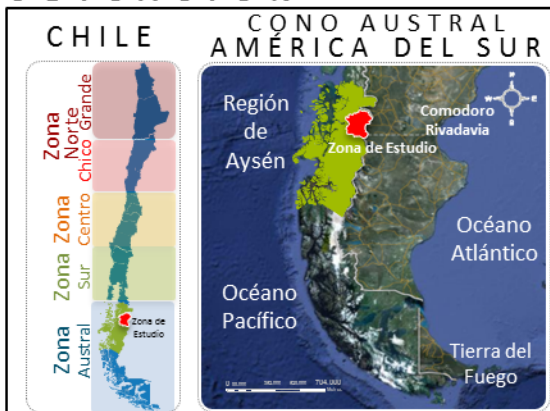 CHILE
Zona
Norte
Grande
Chico
Zona
Centro
Zona
Sur
Zona
Austral
Zona de
Estudio
CONO AUSTRAL
AMÉRICA DEL SUR
Región
de
Aysén
Comodoro
Rivadavia
Zona de Estudio
Océano
Atlántico
Océano
Pacífico
Tierra del
Fuego